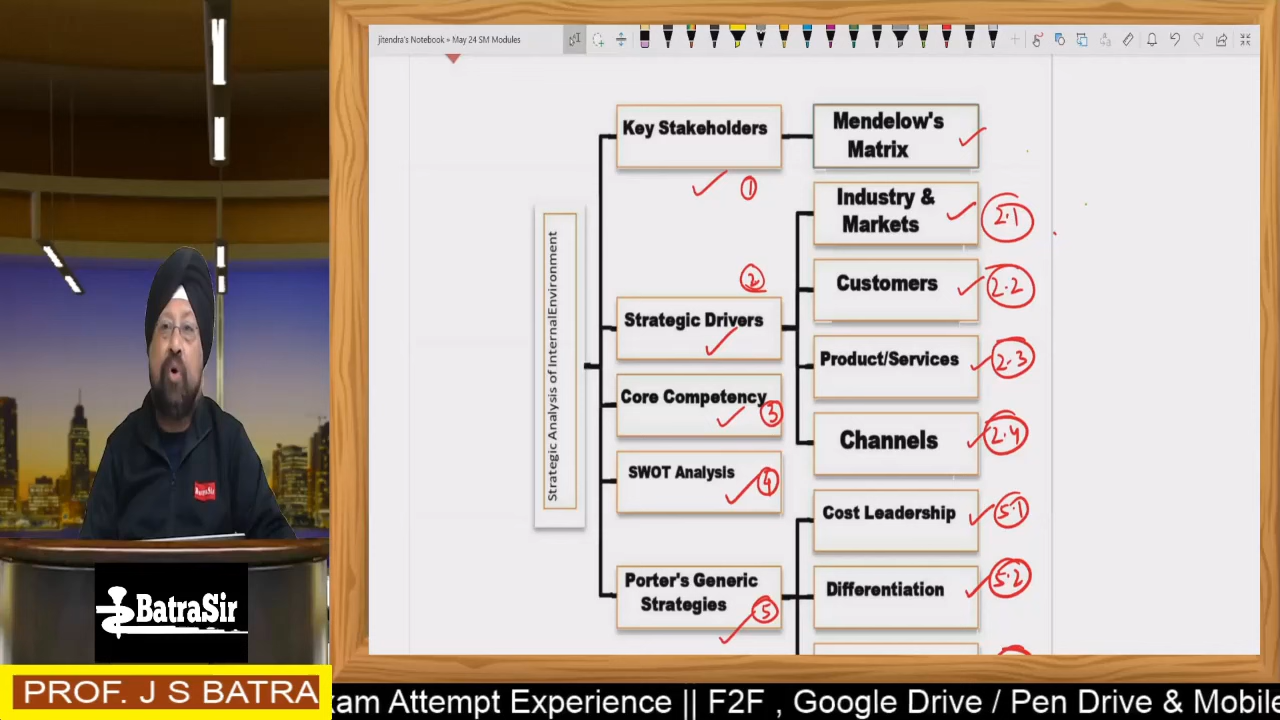 jitendra's Notebook » May 24 SM Modules
Strategic Analysis of InternalEnvironment
Key Stakeholders
1
Mendelow's
Matrix
Strategic Drivers
2
Industry &
Markets
2.1
Customers
2.2
Product/Services
2.3
Channels
2.4
Core Competency
3
SWOT Analysis
4
Porter's Generic
Strategies
5
Cost Leadership
5.1
Differentiation
5.2
BatraSir
BatraSir
PROF. J S BATRA
xam Attempt Experience || F2F , Google Drive / Pen Drive & Mobile